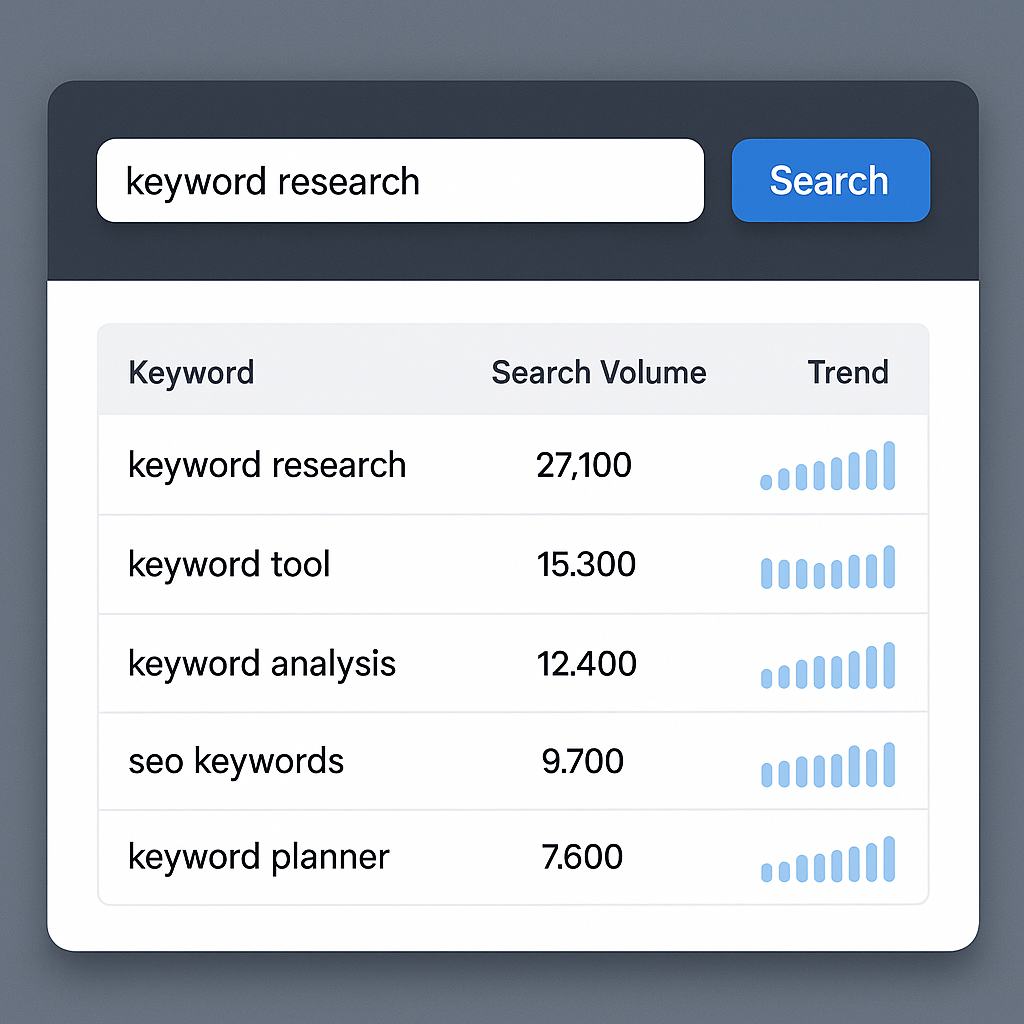 keyword research Search
Keyword Search Volume Trend
keyword research 27,100
keyword tool 15.300
keyword analysis 12.400
seo keywords 9.700
keyword planner 7.600